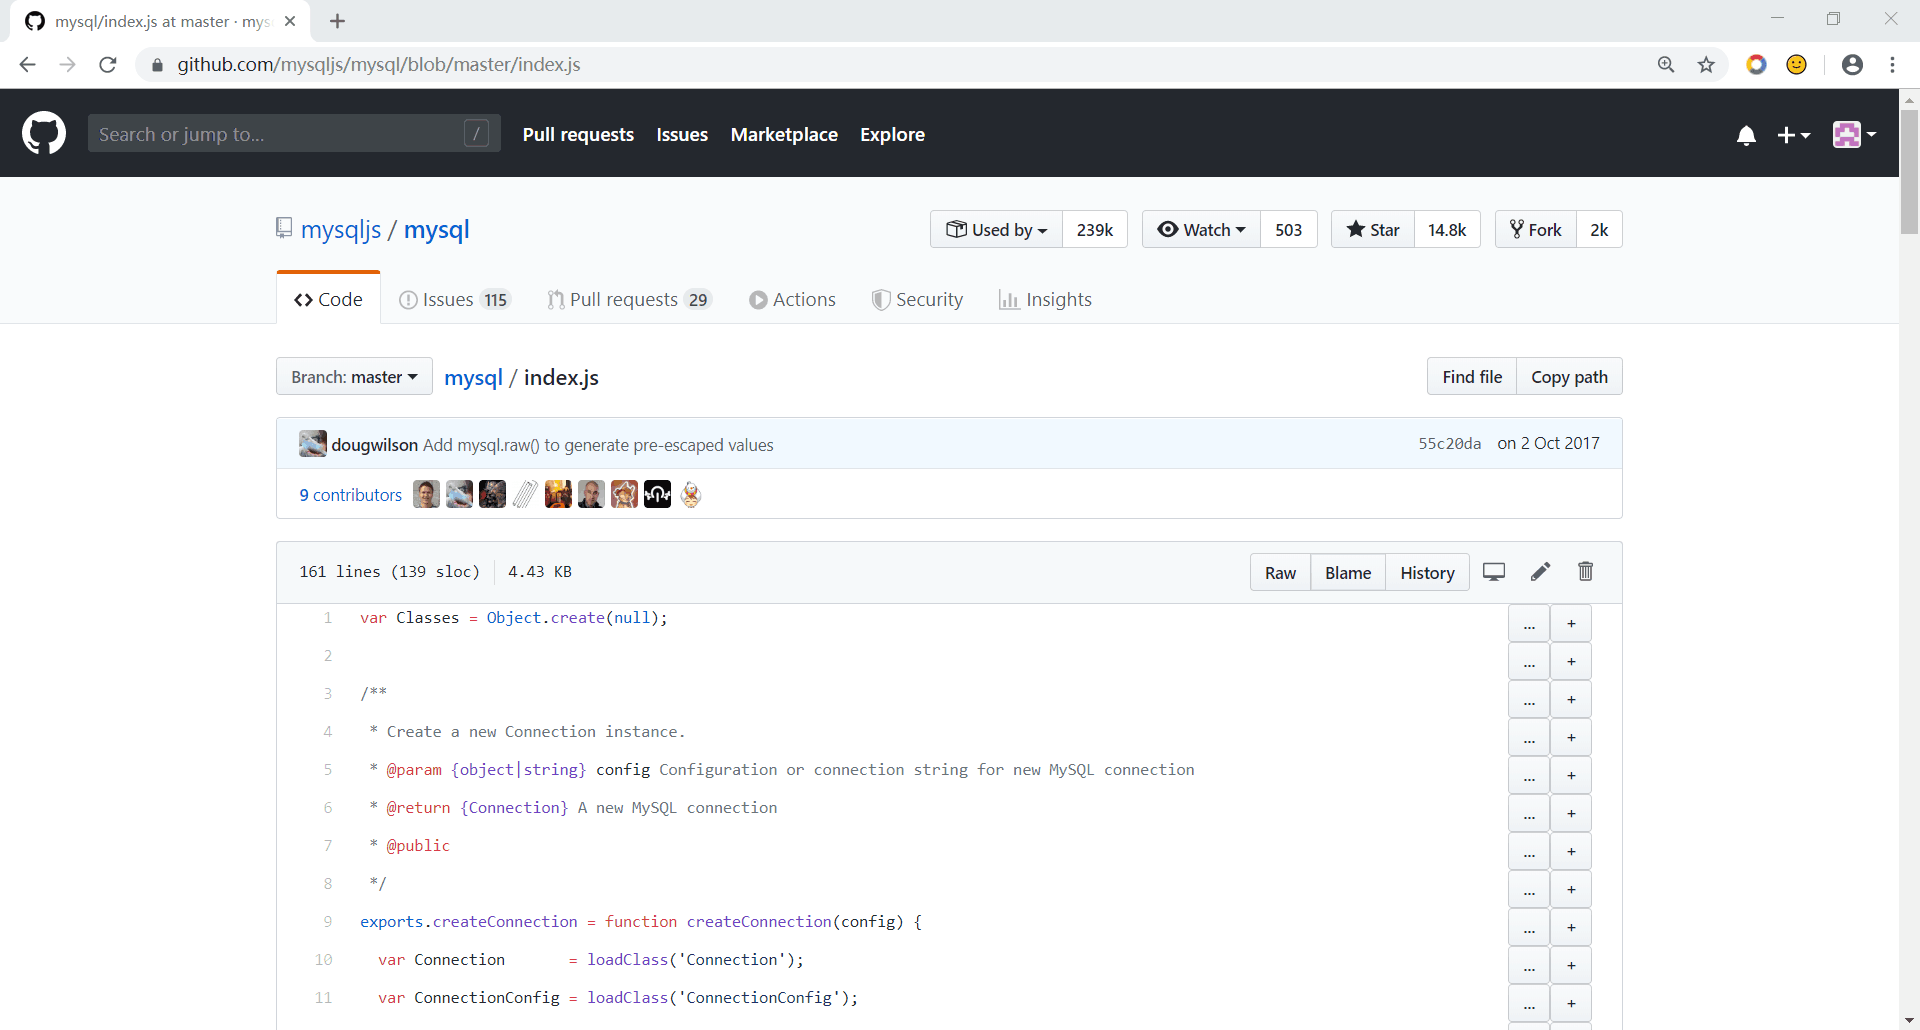 mysql/index.js at master · mys
github.com/mysqljs/mysql/blob/master/index.js
Search or jump to... / Pull requests Issues Marketplace Explore
mysqljs / mysql Used by 239k Watch 503 Star 14.8k Fork 2k
Code Issues 115 Pull requests 29 Actions Security Insights
Branch: master mysql / index.js Find file Copy path
dougwilson Add mysql.raw() to generate pre-escaped values 55c20da on 2 Oct 2017
9 contributors
161 lines (139 sloc) 4.43 KB Raw Blame History
1 var Classes = Object.create(null); ... +
2 ... +
3 /** ... +
4 * Create a new Connection instance. ... +
5 * @param {object|string} config Configuration or connection string for new MySQL connection ... +
6 * @return {Connection} A new MySQL connection ... +
7 * @public ... +
8 */ ... +
9 exports.createConnection = function createConnection(config) { ... +
10 var Connection = loadClass('Connection'); ... +
11 var ConnectionConfig = loadClass('ConnectionConfig'); ... +